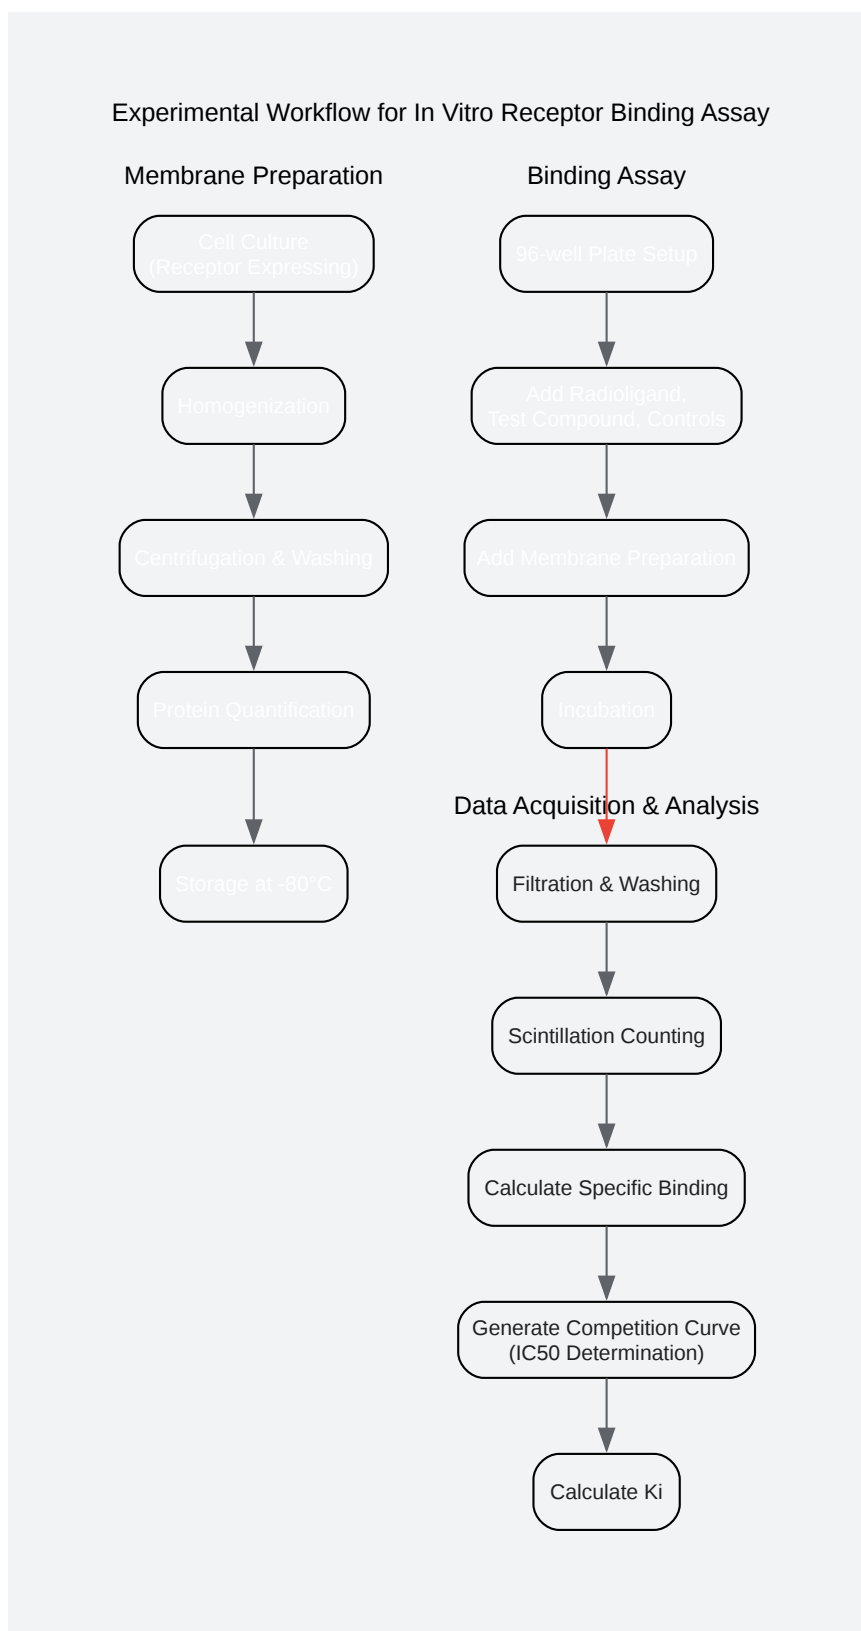 Experimental Workflow for In Vitro Receptor Binding Assay
Membrane Preparation
Cell Culture
(Receptor Expressing)
Homogenization
Centrifugation & Washing
Protein Quantification
Storage at -80°C
Binding Assay
96-well Plate Setup
Add Radioligand,
Test Compound, Controls
Add Membrane Preparation
Incubation
Data Acquisition & Analysis
Filtration & Washing
Scintillation Counting
Calculate Specific Binding
Generate Competition Curve
(IC50 Determination)
Calculate Ki